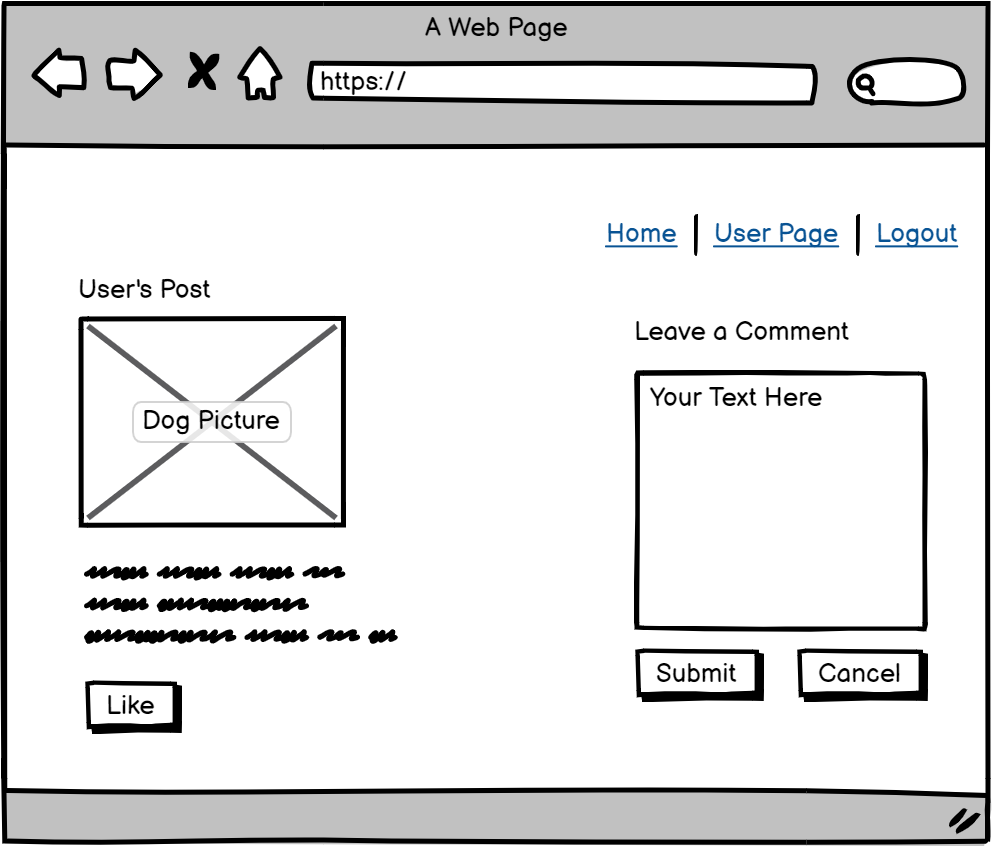 A Web Page
https://
Home | User Page | Logout
User's Post
Dog Picture
Like
Leave a Comment
Your Text Here
Submit
Cancel